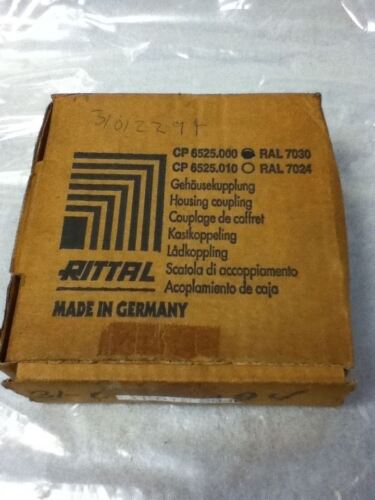 3101229+
CP 6525.000 ● RAL 7030
CP 6525.010 ○ RAL 7024
Gehäusekupplung
Housing coupling
Couplage de coffret
Kastkoppeling
Lådkoppling
Scatola di accoppiamento
Acoplamiento de caja
RITTAL
MADE IN GERMANY